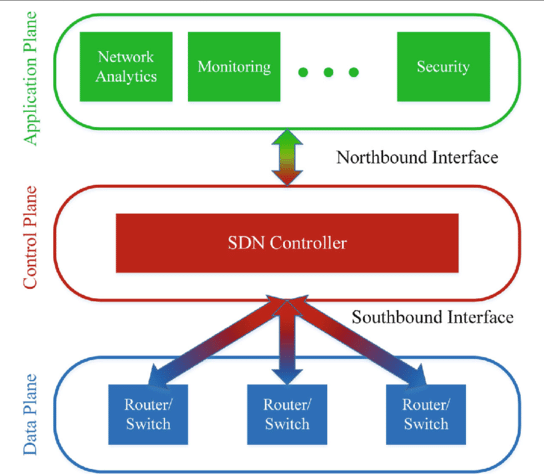 Application Plane
Network
Analytics
Monitoring
Security
Northbound Interface
Control Plane
SDN Controller
Southbound Interface
Data Plane
Router/
Switch
Router/
Switch
Router/
Switch